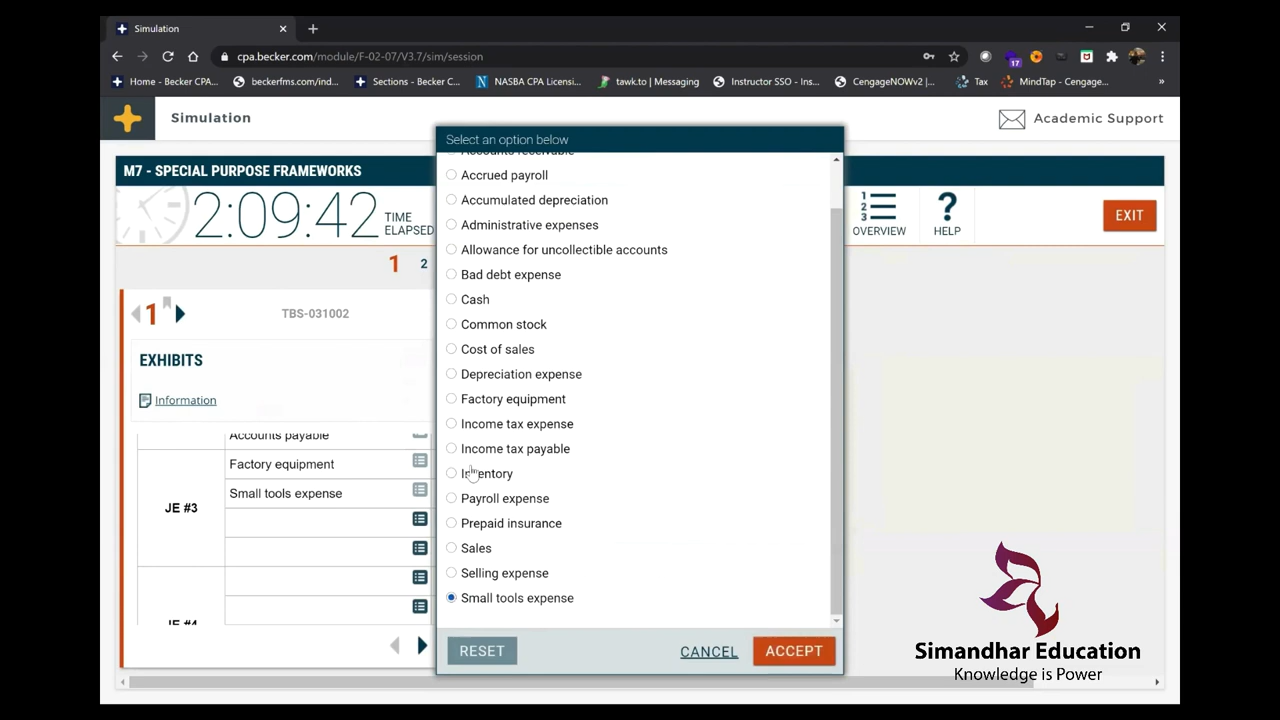 Simulation
cpa.becker.com/module/F-02-07/V3.7/sim/session
17
Home - Becker CPA...
beckerfms.com/ind...
Sections - Becker C...
NASBA CPA Licensi...
tawk.to | Messaging
Instructor SSO - Ins...
CengageNOWv2 |...
Tax
MindTap - Cengage...
»
Simulation
Academic Support
M7 - SPECIAL PURPOSE FRAMEWORKS
2:09:42
TIME
ELAPSED
OVERVIEW
HELP
EXIT
1 2
1
TBS-031002
EXHIBITS
Information
Accounts payable
JE #3
Factory equipment
Small tools expense
JE #4
Select an option below
Accounts receivable
Accrued payroll
Accumulated depreciation
Administrative expenses
Allowance for uncollectible accounts
Bad debt expense
Cash
Common stock
Cost of sales
Depreciation expense
Factory equipment
Income tax expense
Income tax payable
Inventory
Payroll expense
Prepaid insurance
Sales
Selling expense
Small tools expense
RESET
CANCEL
ACCEPT
Simandhar Education
Knowledge is Power